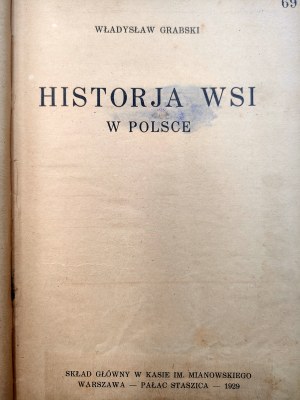 69
WŁADYSŁAW GRABSKI
HISTORJA WSI
W POLSCE
SKŁAD GŁÓWNY W KASIE IM. MIANOWSKIEGO
WARSZAWA — PAŁAC STASZICA — 1929